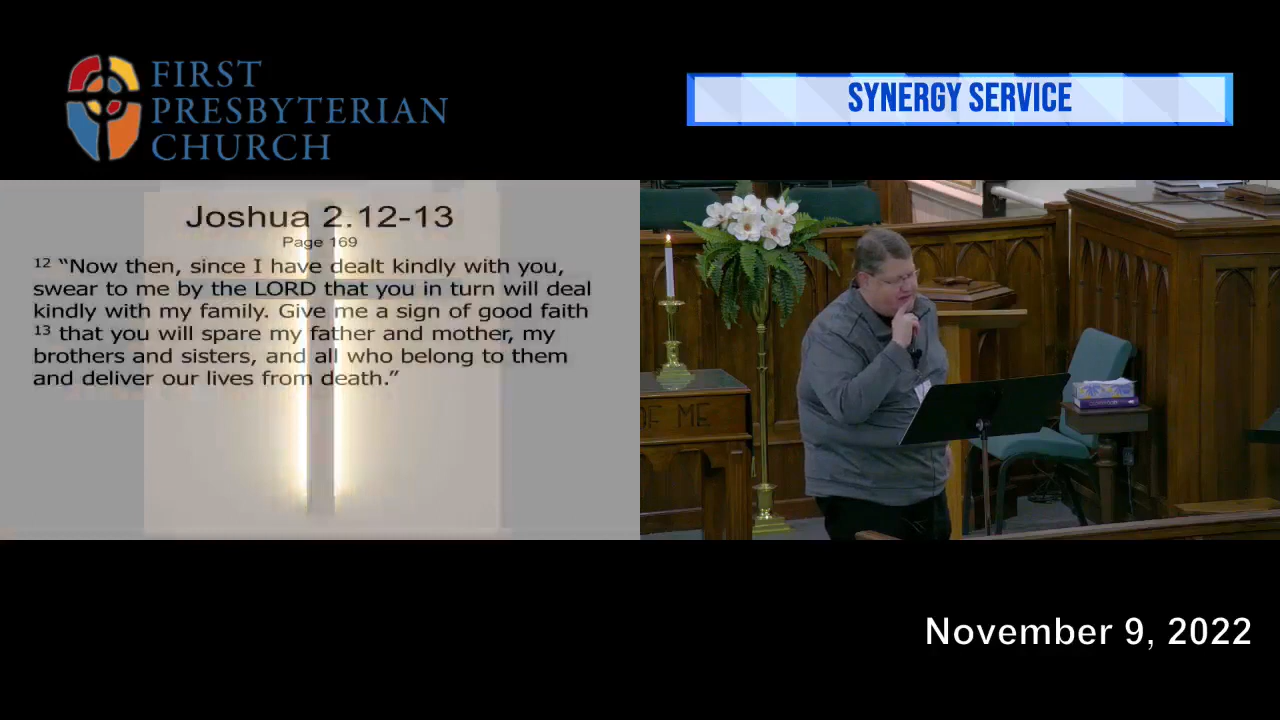 FIRST
PRESBYTERIAN
CHURCH
SYNERGY SERVICE
Joshua 2.12-13
Page 169
12 “Now then, since I have dealt kindly with you,
swear to me by the LORD that you in turn will deal
kindly with my family. Give me a sign of good faith
13 that you will spare my father and mother, my
brothers and sisters, and all who belong to them
and deliver our lives from death.”
OF ME
November 9, 2022